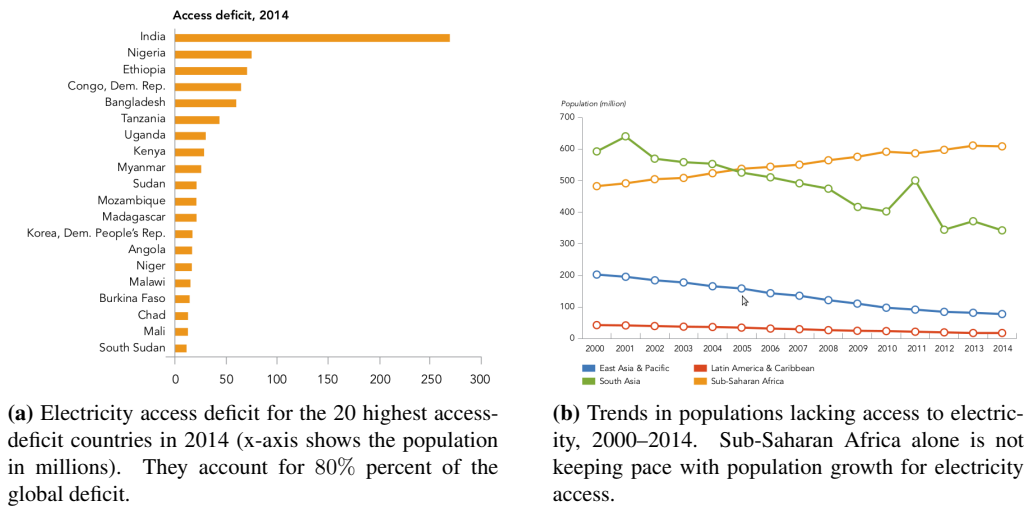 Access deficit, 2014
India
Nigeria
Ethiopia
Congo, Dem. Rep.
Bangladesh
Tanzania
Uganda
Kenya
Myanmar
Sudan
Mozambique
Madagascar
Korea, Dem. People's Rep.
Angola
Niger
Malawi
Burkina Faso
Chad
Mali
South Sudan
0 50 100 150 200 250 300
(a) Electricity access deficit for the 20 highest access-
deficit countries in 2014 (x-axis shows the population
in millions). They account for 80% percent of the
global deficit.
Population (million)
700
600
500
400
300
200
100
0
2000 2001 2002 2003 2004 2005 2006 2007 2008 2009 2010 2011 2012 2013 2014
East Asia & Pacific Latin America & Caribbean
South Asia Sub-Saharan Africa
(b) Trends in populations lacking access to electric-
ity, 2000–2014. Sub-Saharan Africa alone is not
keeping pace with population growth for electricity
access.